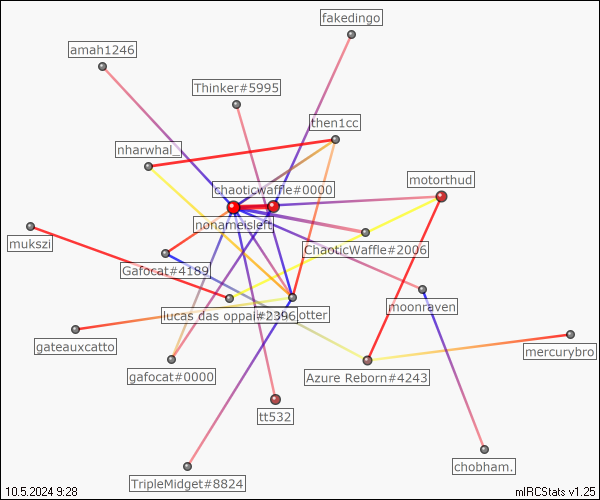 fakedingo
amah1246
Thinker#5995
then1cc
nharwhal_
motorthud
chaoticwaffle#0000
nonameisleft
mukszi
ChaoticWaffle#2006
Gafocat#4189
moonraven
lucas das oppai#2396
otter
gateauxcatto
mercurybro
gafocat#0000
Azure Reborn#4243
tt532
chobham.
TripleMidget#8824
10.5.2024 9:28
mIRCStats v1.25